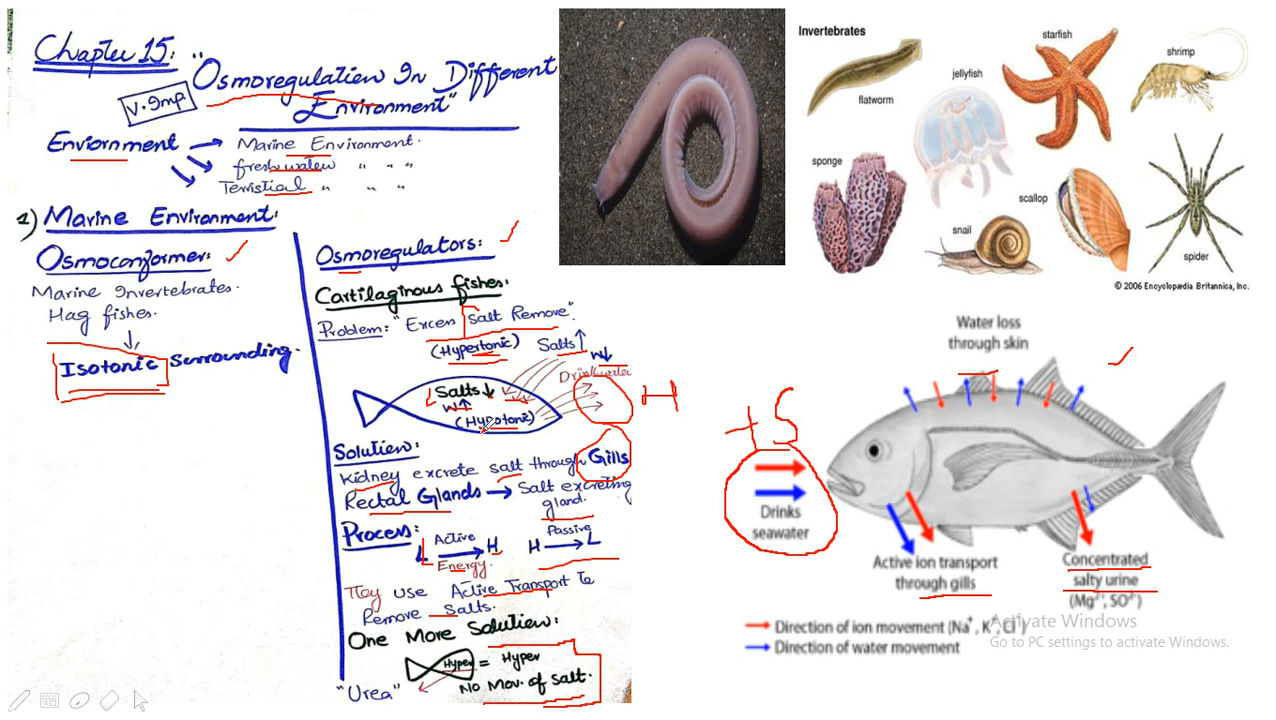 Chapter 15:
"Osmoregulation In Different
Environment"
V. Imp
Enviornment → Marine Environment.
fresh water " " "
Terristial " " "
1) Marine Environment:
Osmoconformer:
Marine Invertebrates.
Hag fishes.
↓
Isotonic Surrounding.
Osmoregulators:
Cartilaginous fishes:
Problem: "Excess Salt Remove".
(Hypertonic) Salts↑
W↓
Drink water
Salts↓
W↑
(Hypotonic)
H
Solution:
Kidney excrete salt through Gills
Rectal Glands → Salt excreting
gland.
Process: L Active → H H Passive → L
Energy.
They use Active Transport to
Remove Salts.
One More Solution:
Hyper = Hyper
No Mov. of Salt.
"Urea"
Invertebrates
flatworm
jellyfish
starfish
shrimp
sponge
snail
scallop
spider
© 2006 Encyclopædia Britannica, Inc.
Water loss
through skin
+S
Drinks
seawater
Active ion transport
through gills
Concentrated
salty urine
(Mg²⁺, SO²⁻)
Direction of ion movement (Na⁺, K⁺, Cl⁻)
Direction of water movement
Activate Windows
Go to PC settings to activate Windows.